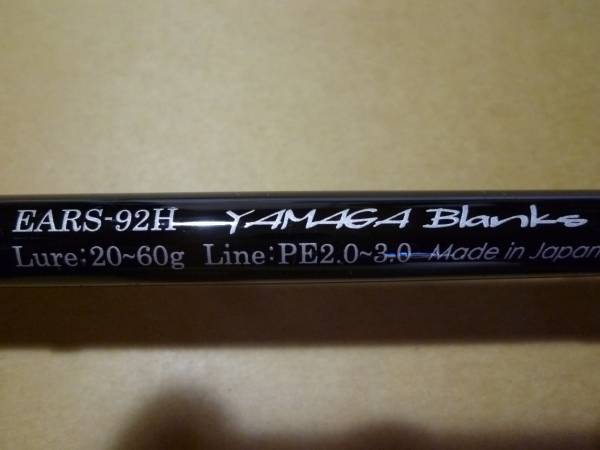 EARS-92H YAMAGA Blanks
Lure:20~60g Line:PE2.0~3.0 Made in Japan